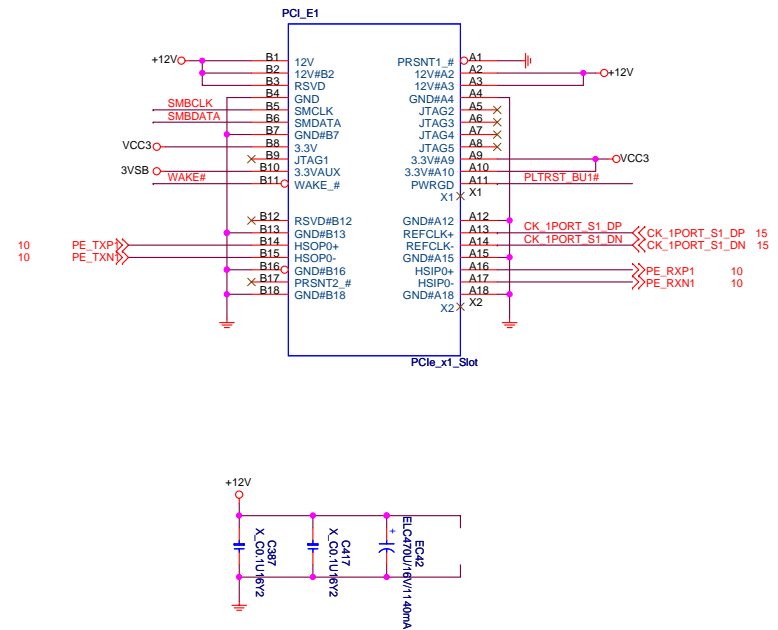 PCI_E1
+12V B1 12V PRSNT1_# A1
B2 12V#B2 12V#A2 A2 +12V
B3 RSVD 12V#A3 A3
B4 GND GND#A4 A4
SMBCLK B5 SMCLK JTAG2 A5
SMBDATA B6 SMDATA JTAG3 A6
B7 GND#B7 JTAG4 A7
VCC3 B8 3.3V JTAG5 A8
B9 JTAG1 3.3V#A9 A9 VCC3
3VSB B10 3.3VAUX 3.3V#A10 A10
WAKE# B11 WAKE_# PWRGD A11 PLTRST_BU1#
X1 X1
B12 RSVD#B12 GND#A12 A12
B13 GND#B13 REFCLK+ A13 CK_1PORT_S1_DP CK_1PORT_S1_DP 15
10 PE_TXP1 B14 HSOP0+ REFCLK- A14 CK_1PORT_S1_DN CK_1PORT_S1_DN 15
10 PE_TXN1 B15 HSOP0- GND#A15 A15
B16 GND#B16 HSIP0+ A16 PE_RXP1 10
B17 PRSNT2_# HSIP0- A17 PE_RXN1 10
B18 GND#B18 GND#A18 A18
X2 X2
PCIe_x1_Slot
+12V
C387
X_C0.1U16Y2
C417
X_C0.1U16Y2
+
EC42
ELC470U/16V/1140mA